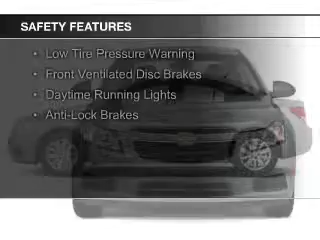 SAFETY FEATURES
• Low Tire Pressure Warning
• Front Ventilated Disc Brakes
• Daytime Running Lights
• Anti-Lock Brakes